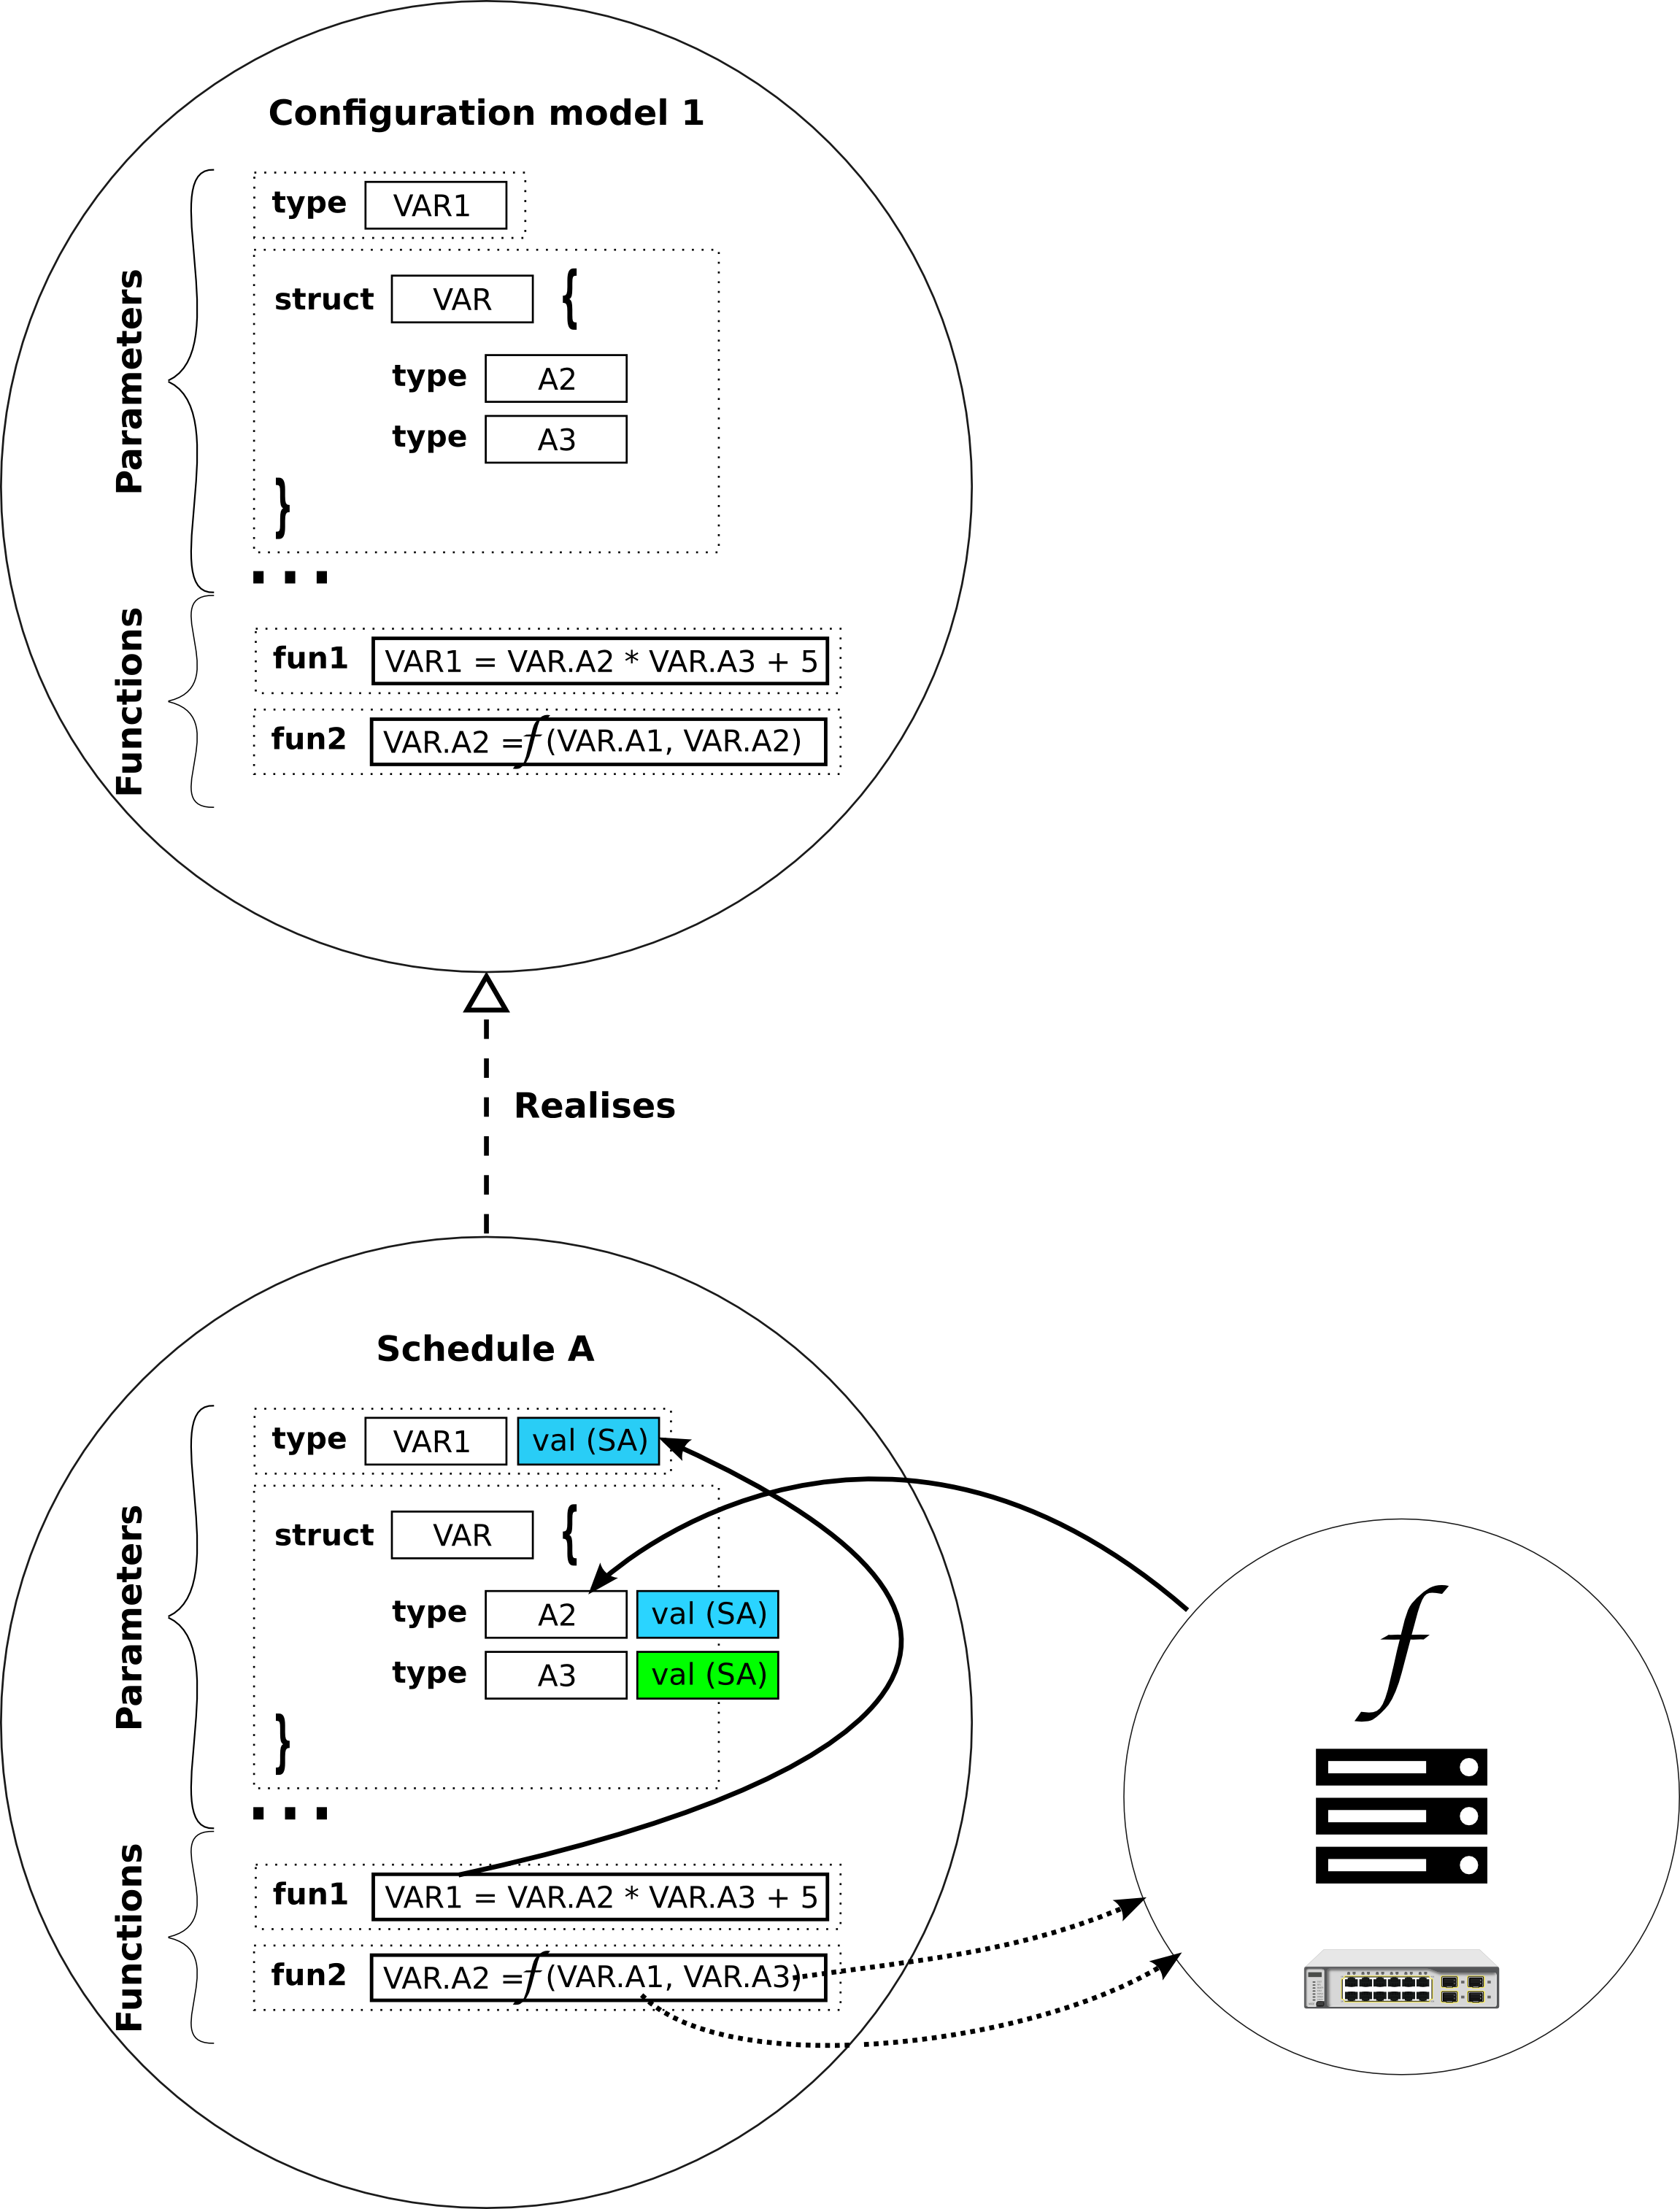 Configuration model 1
Parameters
type VAR1
struct VAR {
type A2
type A3
}
...
Functions
fun1 VAR1 = VAR.A2 * VAR.A3 + 5
fun2 VAR.A2 =ƒ(VAR.A1, VAR.A2)
Realises
Schedule A
Parameters
type VAR1 val (SA)
struct VAR {
type A2 val (SA)
type A3 val (SA)
}
...
Functions
fun1 VAR1 = VAR.A2 * VAR.A3 + 5
fun2 VAR.A2 =ƒ(VAR.A1, VAR.A3)
ƒ